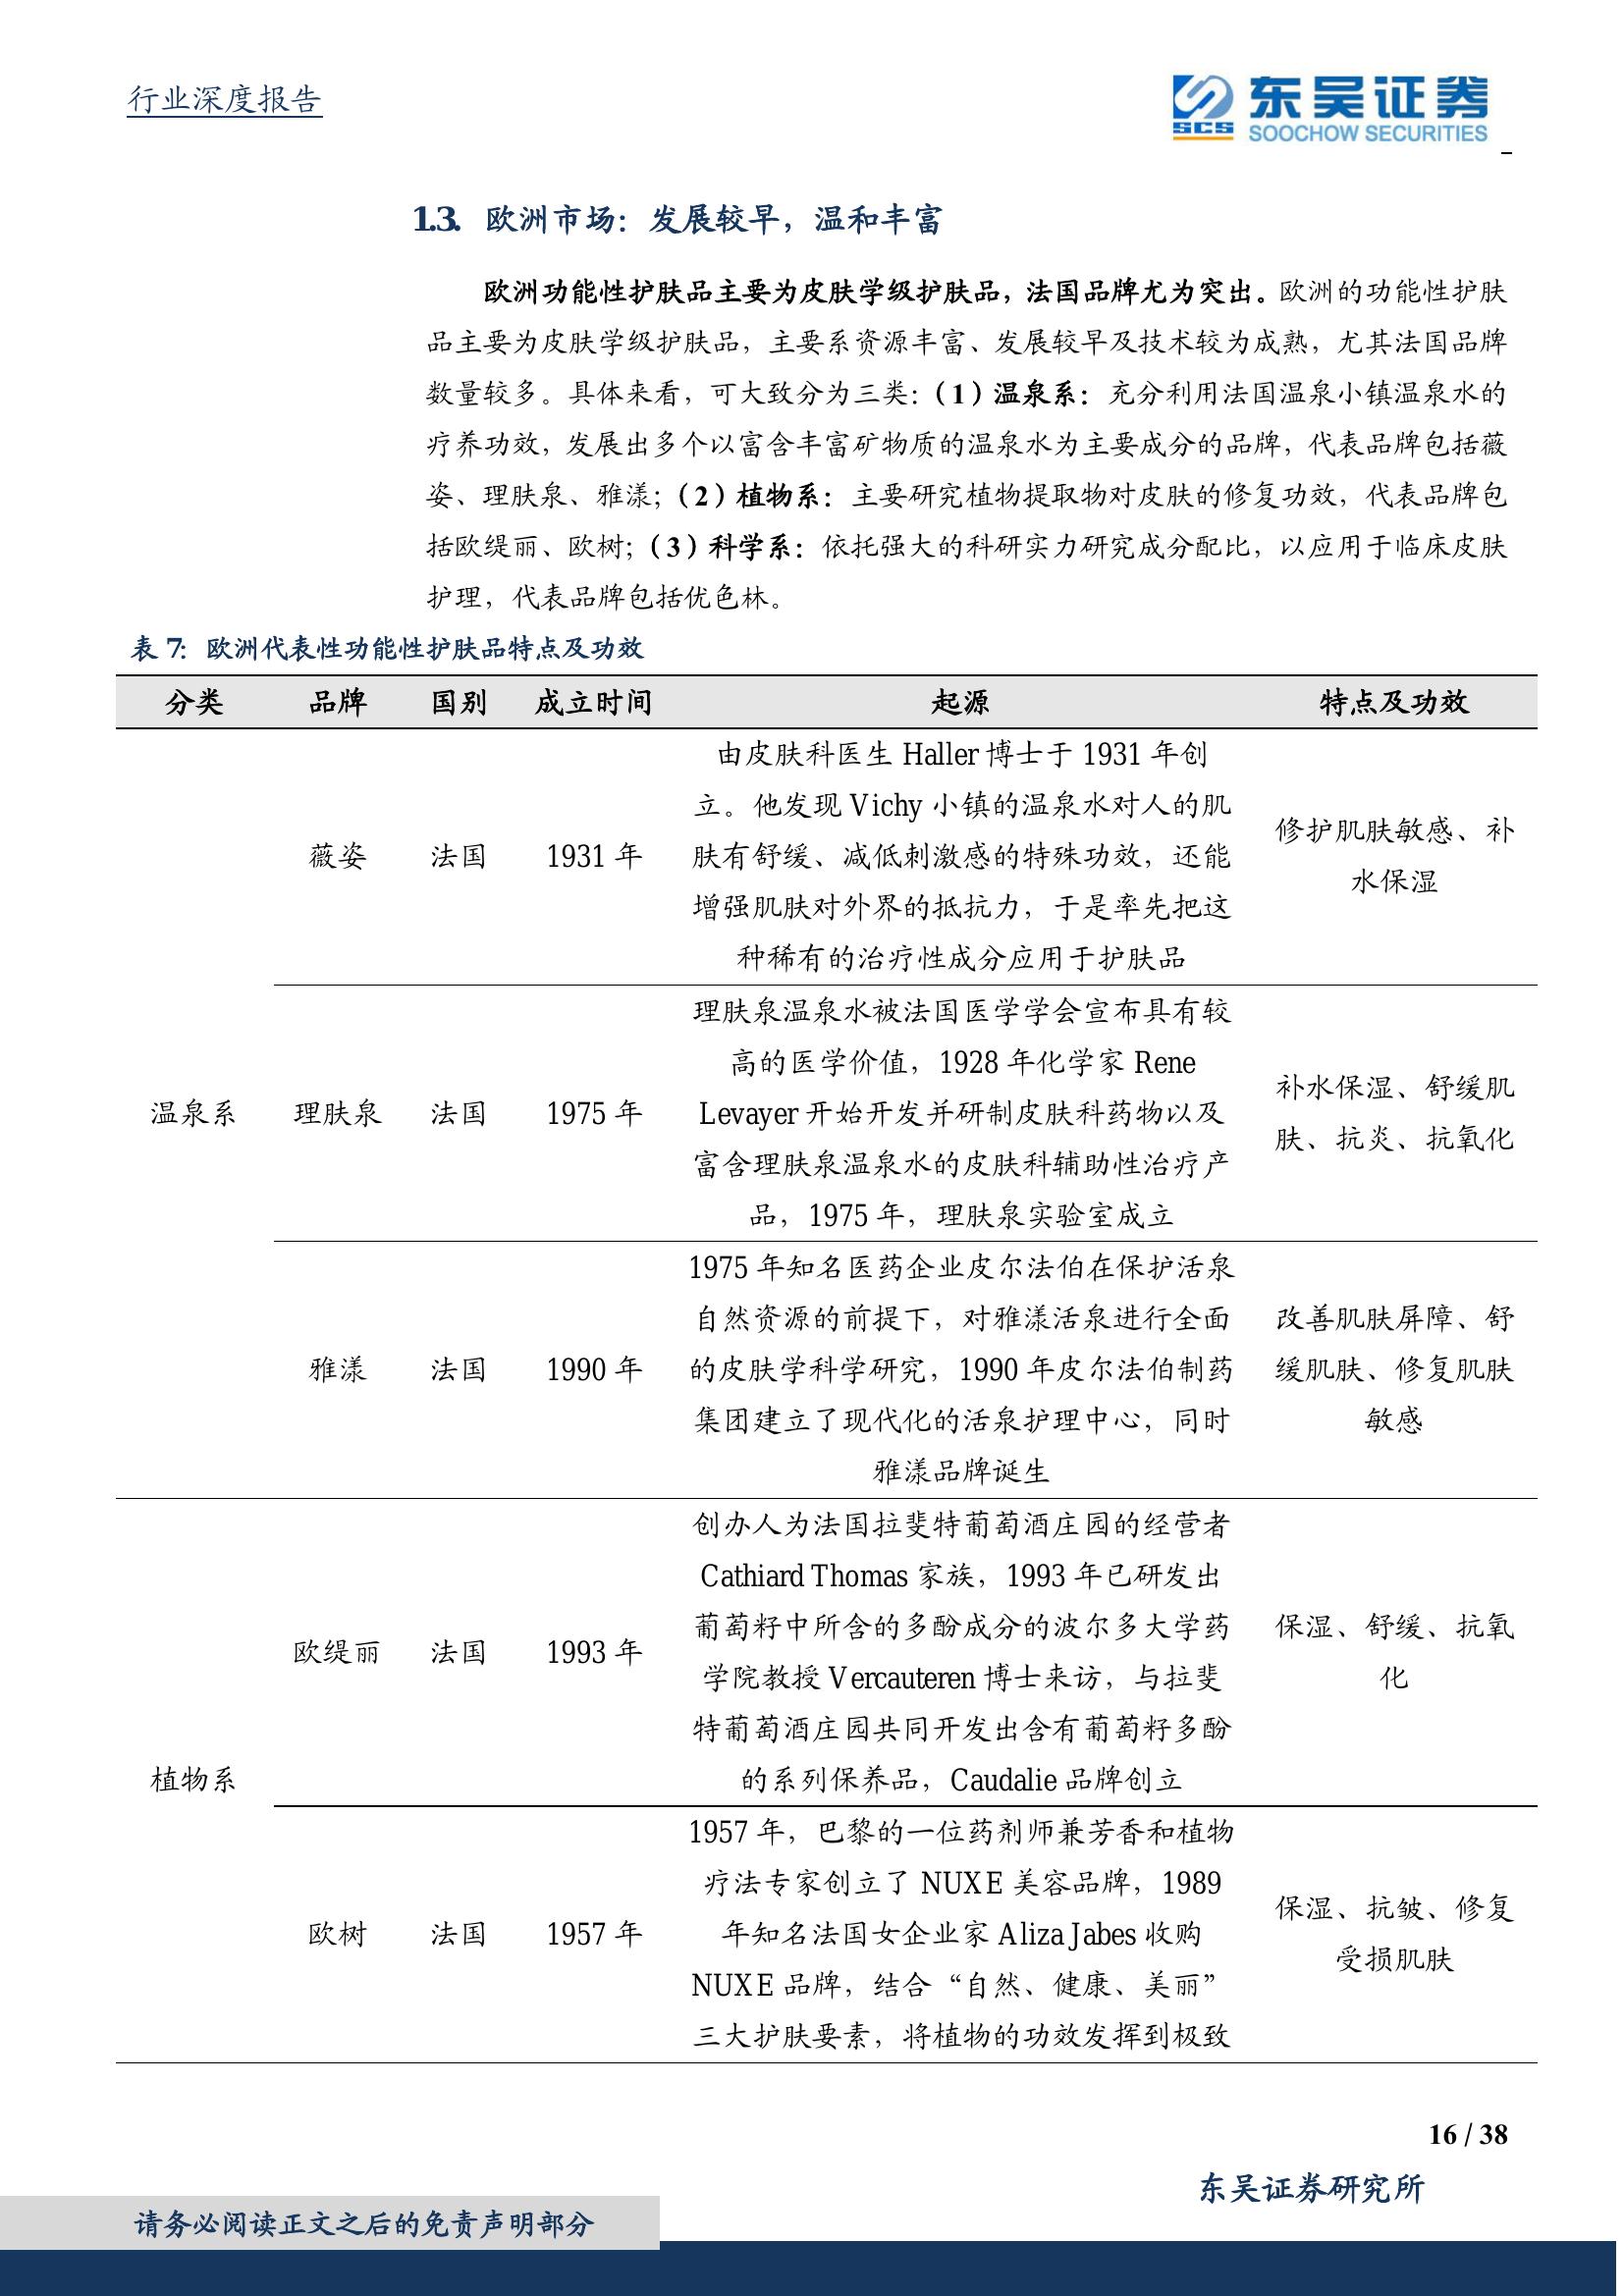 行业深度报告
东吴证券
SCS
SOOCHOW SECURITIES
1.3. 欧洲市场：发展较早，温和丰富
欧洲功能性护肤品主要为皮肤学级护肤品，法国品牌尤为突出。欧洲的功能性护肤
品主要为皮肤学级护肤品，主要系资源丰富、发展较早及技术较为成熟，尤其法国品牌
数量较多。具体来看，可大致分为三类：（1）温泉系：充分利用法国温泉小镇温泉水的
疗养功效，发展出多个以富含丰富矿物质的温泉水为主要成分的品牌，代表品牌包括薇
姿、理肤泉、雅漾；（2）植物系：主要研究植物提取物对皮肤的修复功效，代表品牌包
括欧缇丽、欧树；（3）科学系：依托强大的科研实力研究成分配比，以应用于临床皮肤
护理，代表品牌包括优色林。
表 7：欧洲代表性功能性护肤品特点及功效
分类 品牌 国别 成立时间 起源 特点及功效
温泉系
薇姿 法国 1931 年
由皮肤科医生 Haller 博士于 1931 年创
立。他发现 Vichy 小镇的温泉水对人的肌
肤有舒缓、减低刺激感的特殊功效，还能
增强肌肤对外界的抵抗力，于是率先把这
种稀有的治疗性成分应用于护肤品
修护肌肤敏感、补
水保湿
理肤泉 法国 1975 年
理肤泉温泉水被法国医学学会宣布具有较
高的医学价值，1928 年化学家 Rene
Levayer 开始开发并研制皮肤科药物以及
富含理肤泉温泉水的皮肤科辅助性治疗产
品，1975 年，理肤泉实验室成立
补水保湿、舒缓肌
肤、抗炎、抗氧化
雅漾 法国 1990 年
1975 年知名医药企业皮尔法伯在保护活泉
自然资源的前提下，对雅漾活泉进行全面
的皮肤学科学研究，1990 年皮尔法伯制药
集团建立了现代化的活泉护理中心，同时
雅漾品牌诞生
改善肌肤屏障、舒
缓肌肤、修复肌肤
敏感
植物系
欧缇丽 法国 1993 年
创办人为法国拉斐特葡萄酒庄园的经营者
Cathiard Thomas 家族，1993 年已研发出
葡萄籽中所含的多酚成分的波尔多大学药
学院教授 Vercauteren 博士来访，与拉斐
特葡萄酒庄园共同开发出含有葡萄籽多酚
的系列保养品，Caudalie 品牌创立
保湿、舒缓、抗氧
化
欧树 法国 1957 年
1957 年，巴黎的一位药剂师兼芳香和植物
疗法专家创立了 NUXE 美容品牌，1989
年知名法国女企业家 Aliza Jabes 收购
NUXE 品牌，结合“自然、健康、美丽”
三大护肤要素，将植物的功效发挥到极致
保湿、抗皱、修复
受损肌肤
16 / 38
东吴证券研究所
请务必阅读正文之后的免责声明部分